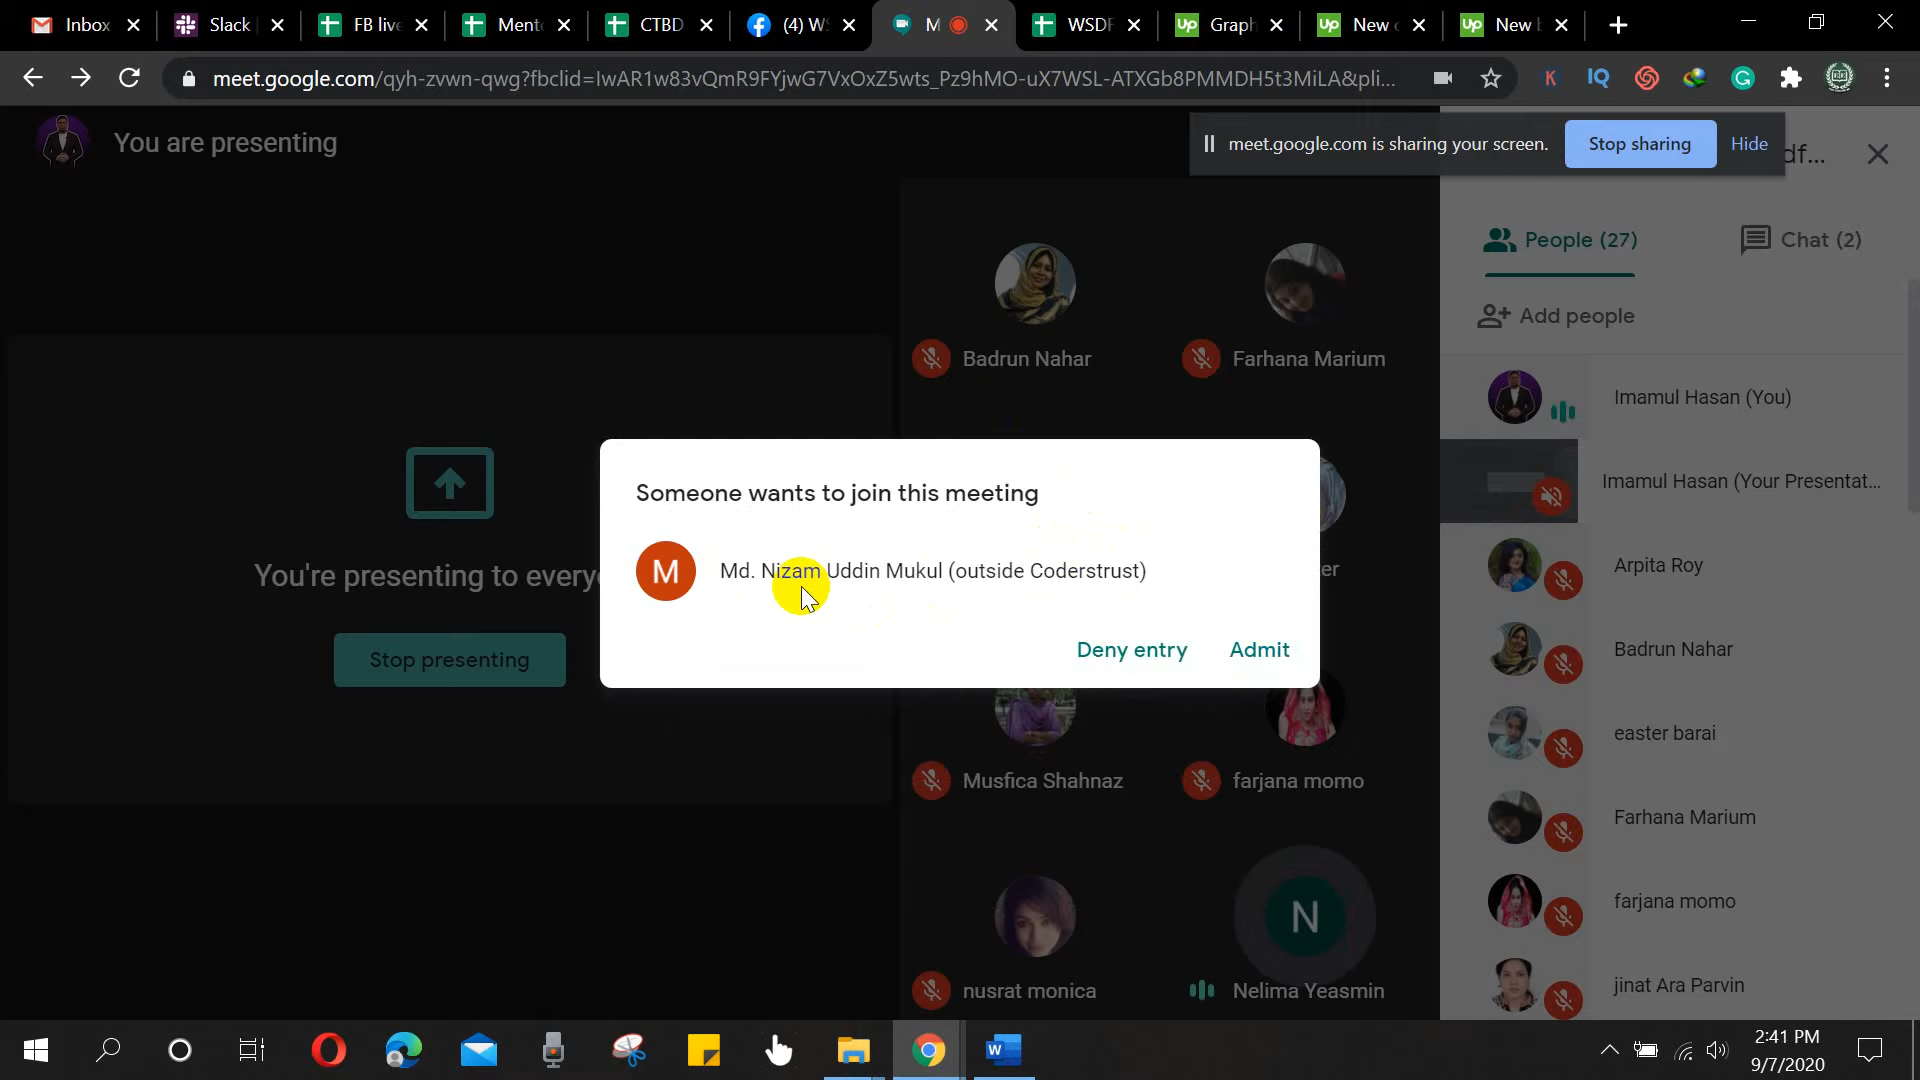 Inbox
Slack
FB live
Ment
CTBD
(4) WS
M
WSDF
Graph
New
New
meet.google.com/qyh-zvwn-qwg?fbclid=IwAR1w83vQmR9FYjwG7VxOxZ5wts_Pz9hMO-uX7WSL-ATXGb8PMMDH5t3MiLA&pli...
You are presenting
meet.google.com is sharing your screen.
Stop sharing
Hide
df...
People (27)
Chat (2)
Add people
Badrun Nahar
Farhana Marium
Imamul Hasan (You)
Imamul Hasan (Your Presentat...
Someone wants to join this meeting
M
Md. Nizam Uddin Mukul (outside Coderstrust)
Deny entry
Admit
You're presenting to everyo
Stop presenting
er
Arpita Roy
Badrun Nahar
easter barai
Musfica Shahnaz
farjana momo
Farhana Marium
farjana momo
N
nusrat monica
Nelima Yeasmin
jinat Ara Parvin
2:41 PM
9/7/2020